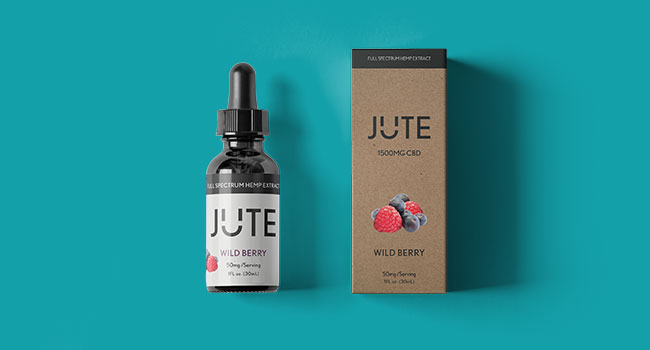 FULL SPECTRUM HEMP EXTRACT
JUTE
WILD BERRY
50mg/Serving
1fl oz. (30mL)
FULL SPECTRUM HEMP EXTRACT
JUTE
1500MG CBD
WILD BERRY
50mg/Serving
1fl oz. (30mL)